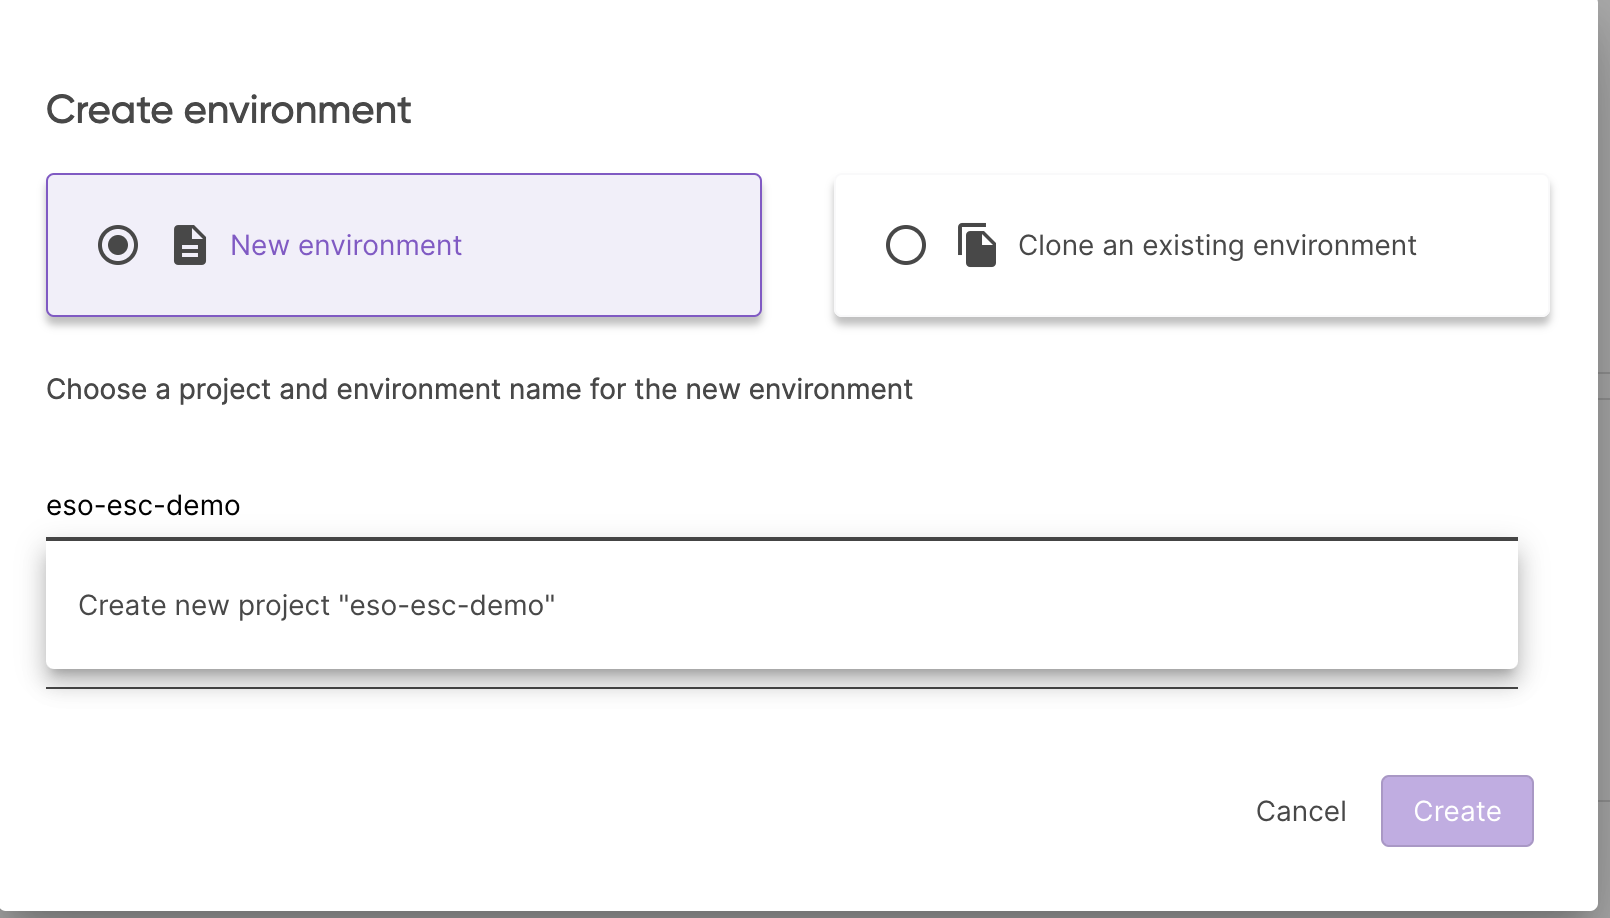 Create environment
New environment
Clone an existing environment
Choose a project and environment name for the new environment
eso-esc-demo
Create new project "eso-esc-demo"
Cancel
Create